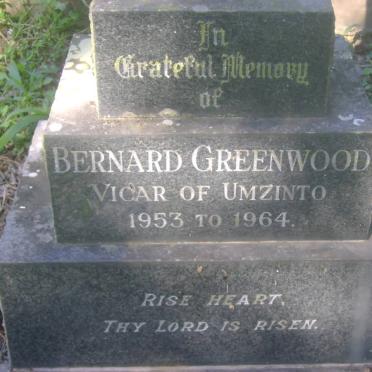 In
Grateful Memory
of
BERNARD GREENWOOD
VICAR OF UMZINTO
1953 TO 1964.
RISE HEART,
THY LORD IS RISEN.